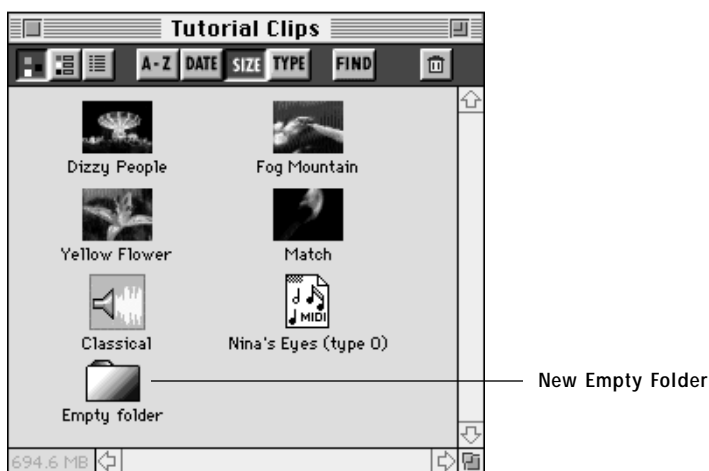 Tutorial Clips
A-Z DATE SIZE TYPE FIND
Dizzy People Fog Mountain
Yellow Flower Match
MIDI
Classical Nina's Eyes (type 0)
Empty folder
New Empty Folder
694.6 MB